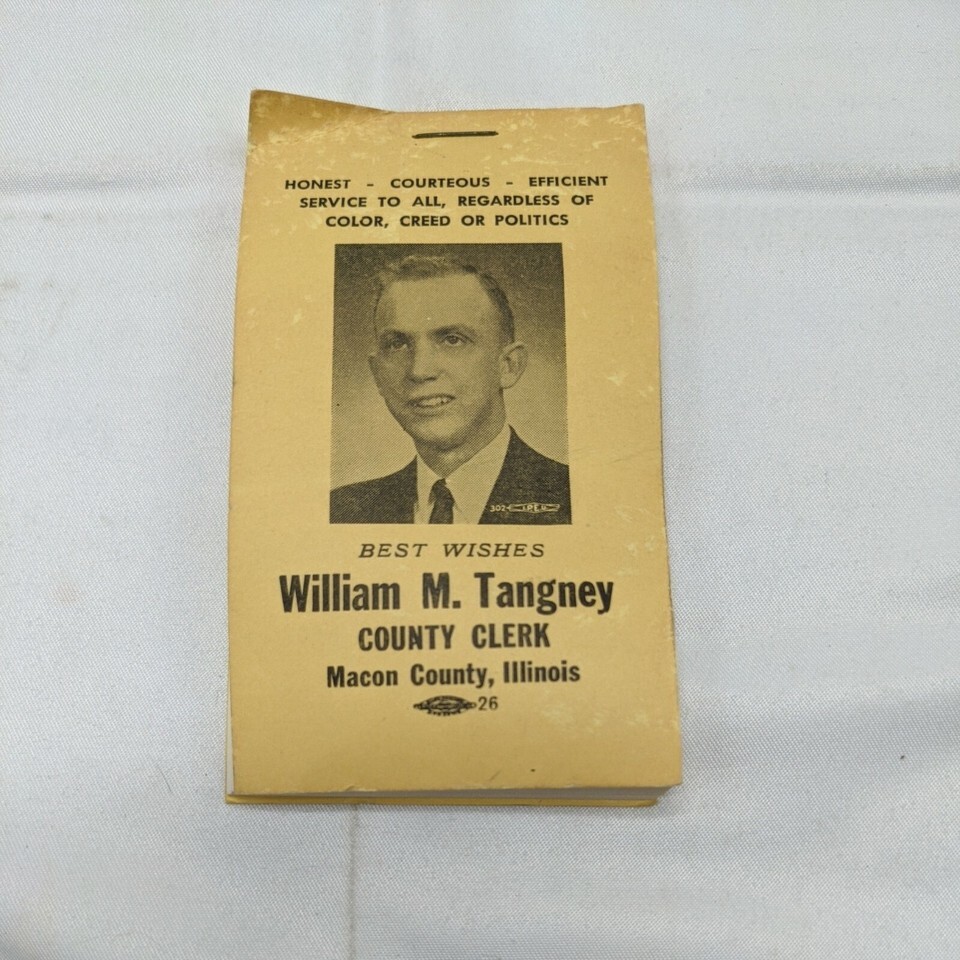 HONEST - COURTEOUS - EFFICIENT
SERVICE TO ALL, REGARDLESS OF
COLOR, CREED OR POLITICS
302
BEST WISHES
William M. Tangney
COUNTY CLERK
Macon County, Illinois
26